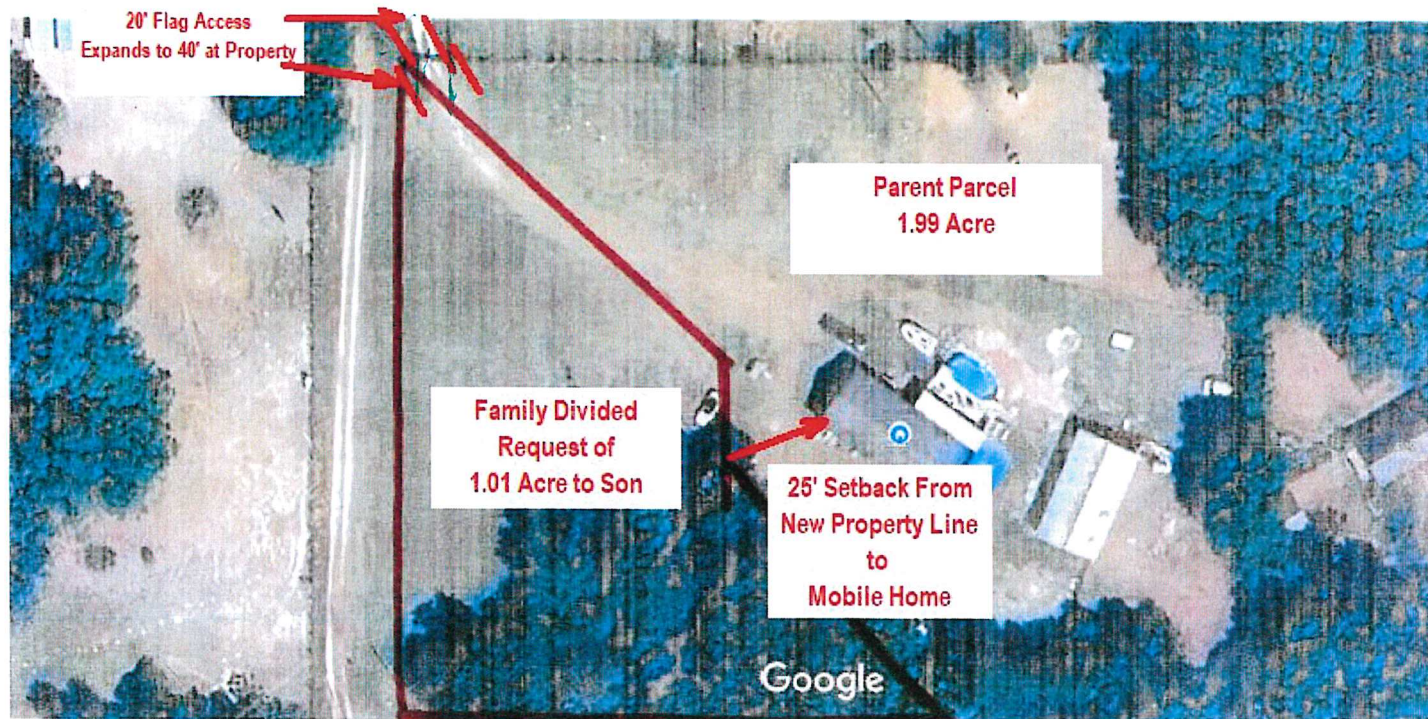 20' Flag Access
Expands to 40' at Property
Parent Parcel
1.99 Acre
Family Divided
Request of
1.01 Acre to Son
25' Setback From
New Property Line
to
Mobile Home
Google